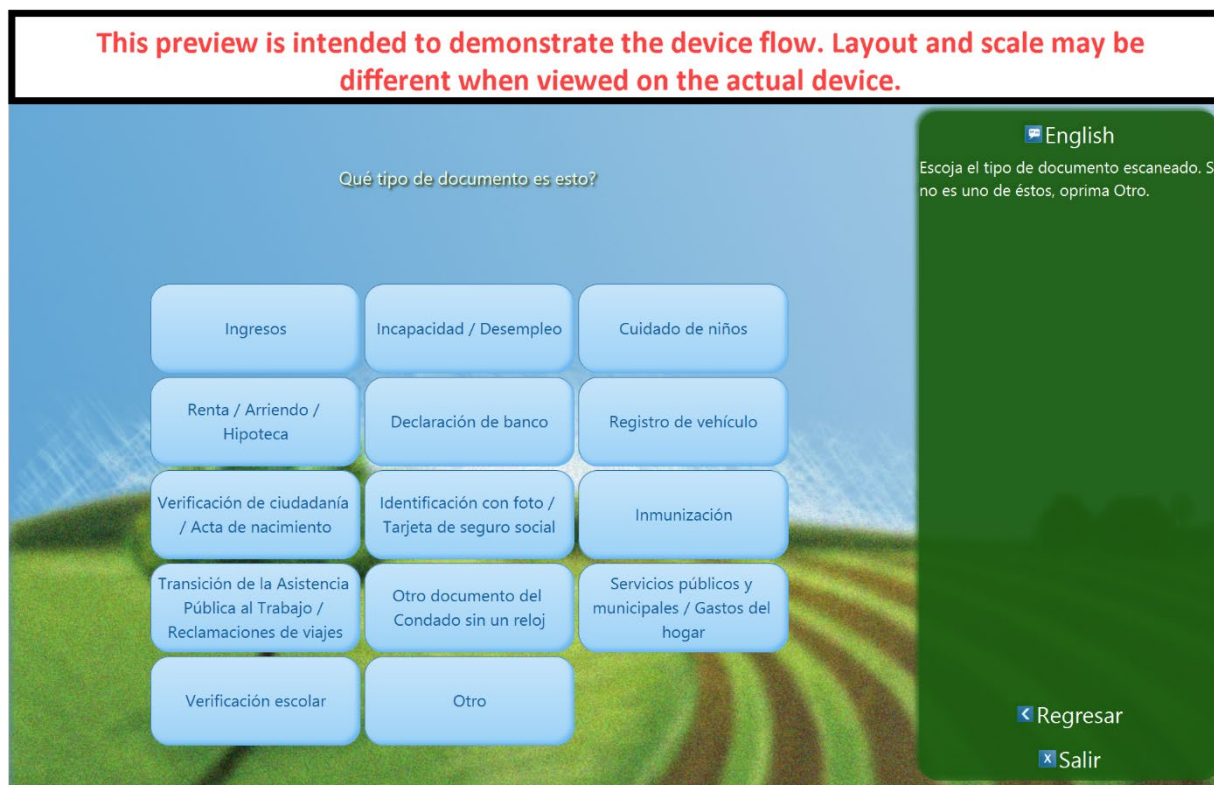 This preview is intended to demonstrate the device flow. Layout and scale may be
different when viewed on the actual device.
Qué tipo de documento es esto?
Ingresos
Incapacidad / Desempleo
Cuidado de niños
Renta / Arriendo /
Hipoteca
Declaración de banco
Registro de vehículo
Verificación de ciudadanía
/ Acta de nacimiento
Identificación con foto /
Tarjeta de seguro social
Inmunización
Transición de la Asistencia
Pública al Trabajo /
Reclamaciones de viajes
Otro documento del
Condado sin un reloj
Servicios públicos y
municipales / Gastos del
hogar
Verificación escolar
Otro
English
Escoja el tipo de documento escaneado. S
no es uno de éstos, oprima Otro.
Regresar
Salir